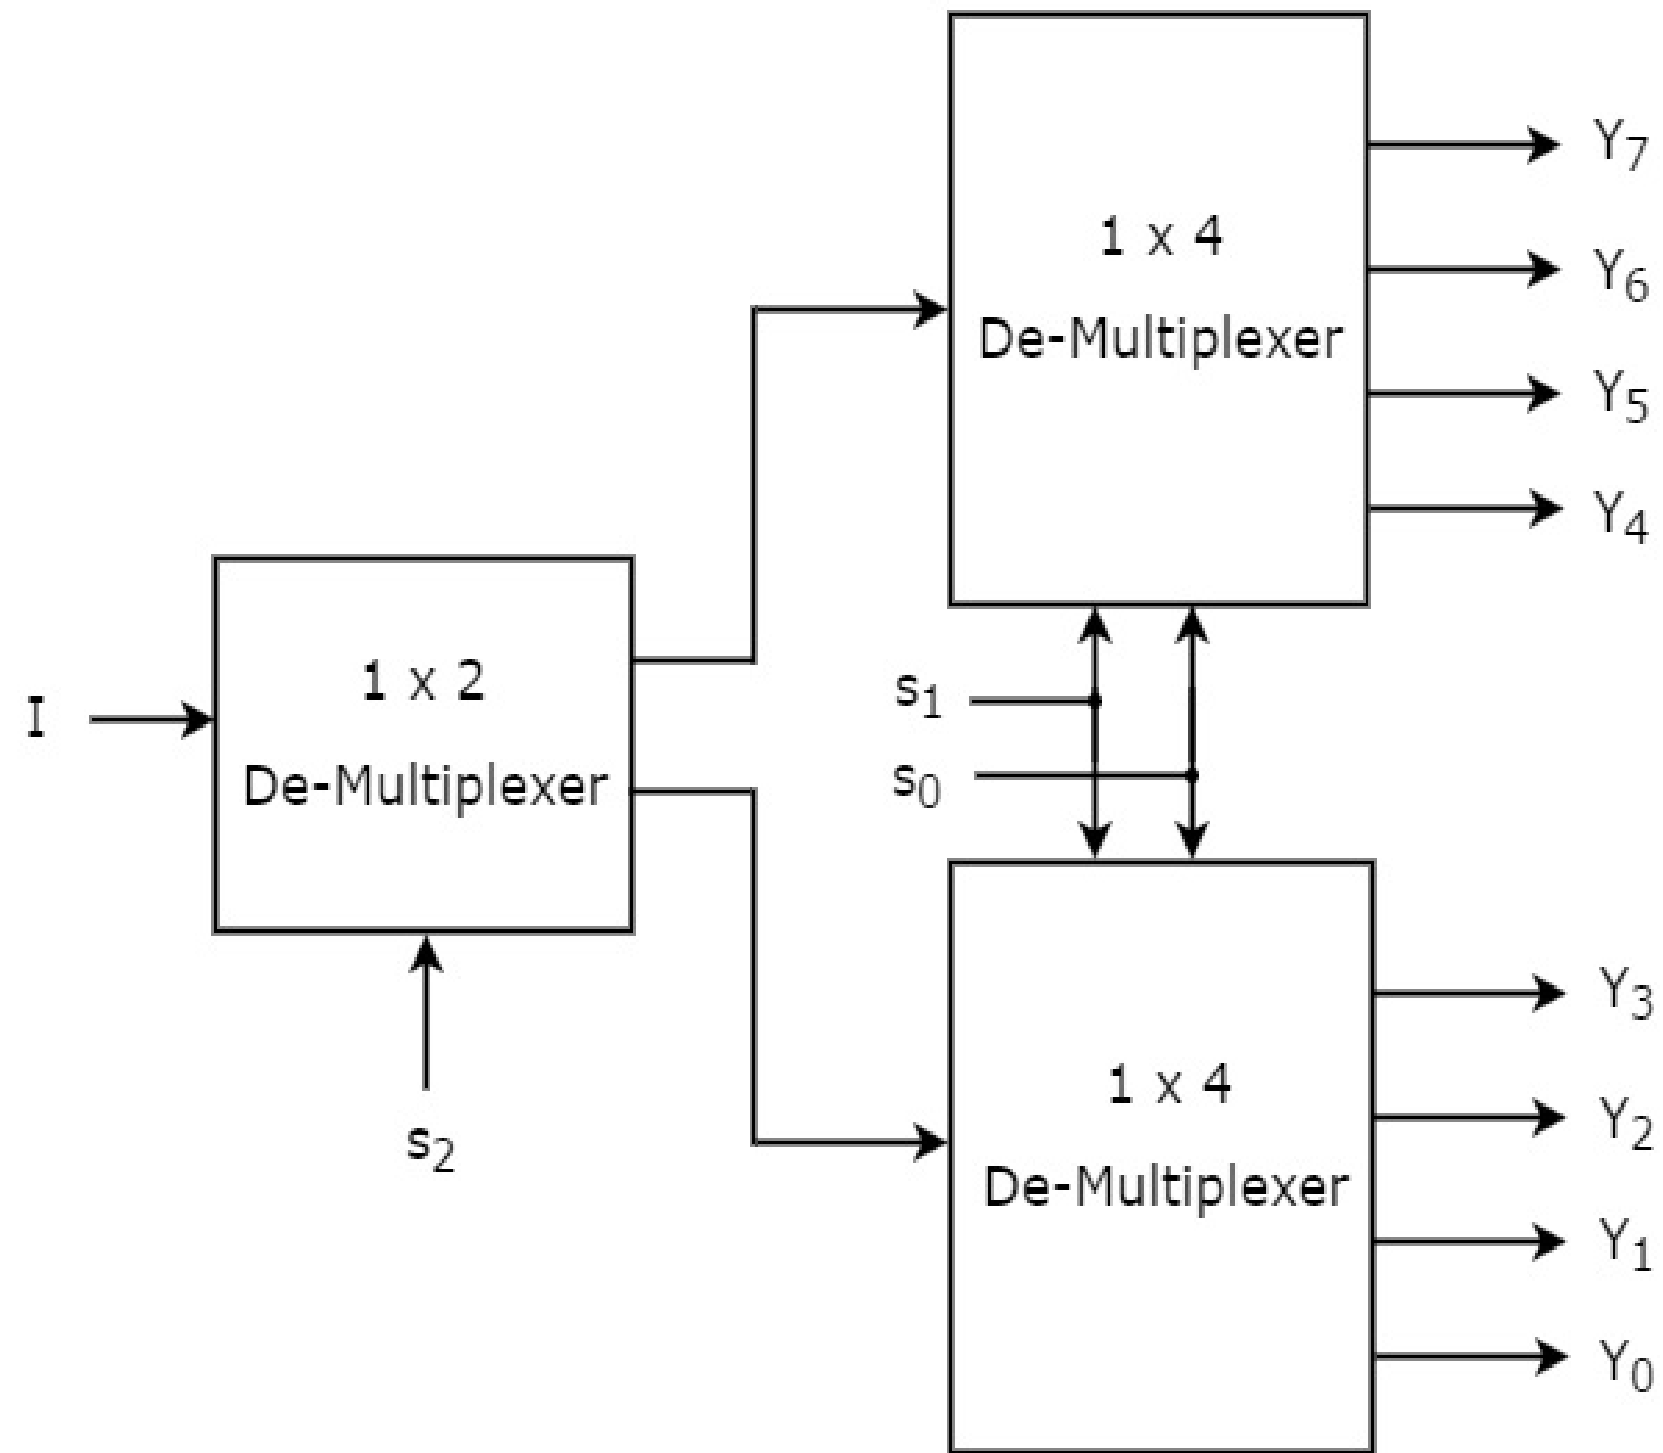 Y7
1 x 4
Y6
De-Multiplexer
Y5
Y4
1 x 2
s1
I
De-Multiplexer
s0
Y3
1 x 4
s2
Y2
De-Multiplexer
Y1
Y0